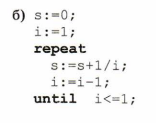 б) s:=0;
i:=1;
repeat
s:=s+1/i;
i:=i-1;
until i<=1;